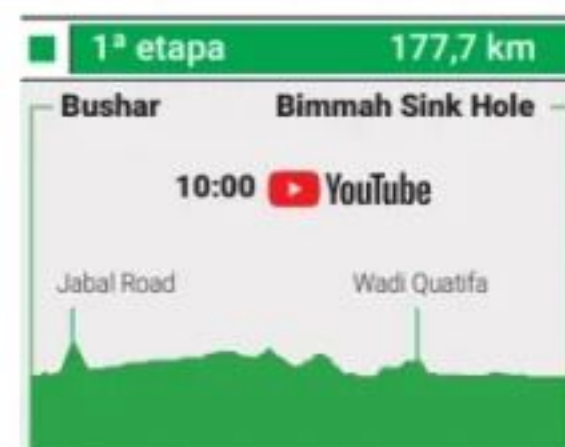 1ª etapa 177,7 km
Bushar Bimmah Sink Hole
10:00 YouTube
Jabal Road Wadi Quatifa